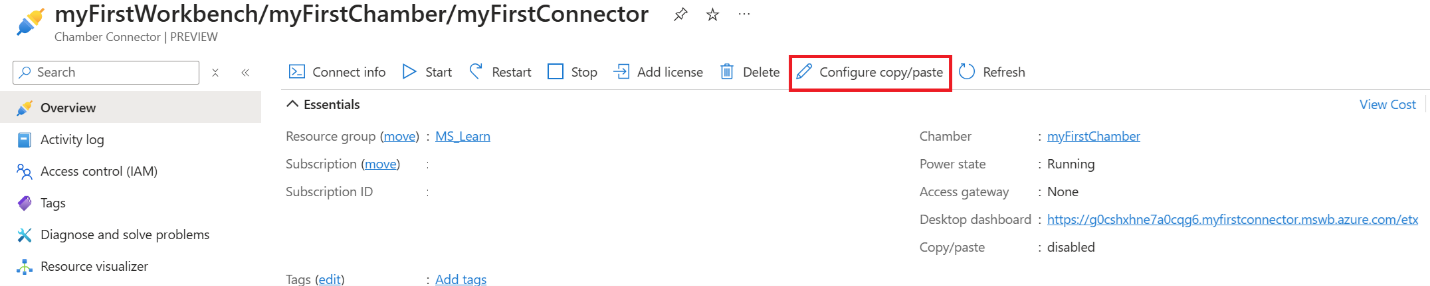 myFirstWorkbench/myFirstChamber/myFirstConnector
Chamber Connector | PREVIEW
Search
Connect info Start Restart Stop Add license Delete Configure copy/paste Refresh
Overview
Activity log
Access control (IAM)
Tags
Diagnose and solve problems
Resource visualizer
Essentials
View Cost
Resource group (move) : MS_Learn
Subscription (move) :
Subscription ID :
Tags (edit) : Add tags
Chamber : myFirstChamber
Power state : Running
Access gateway : None
Desktop dashboard : https://g0cshxhne7a0cqg6.myfirstconnector.mswb.azure.com/etx
Copy/paste : disabled